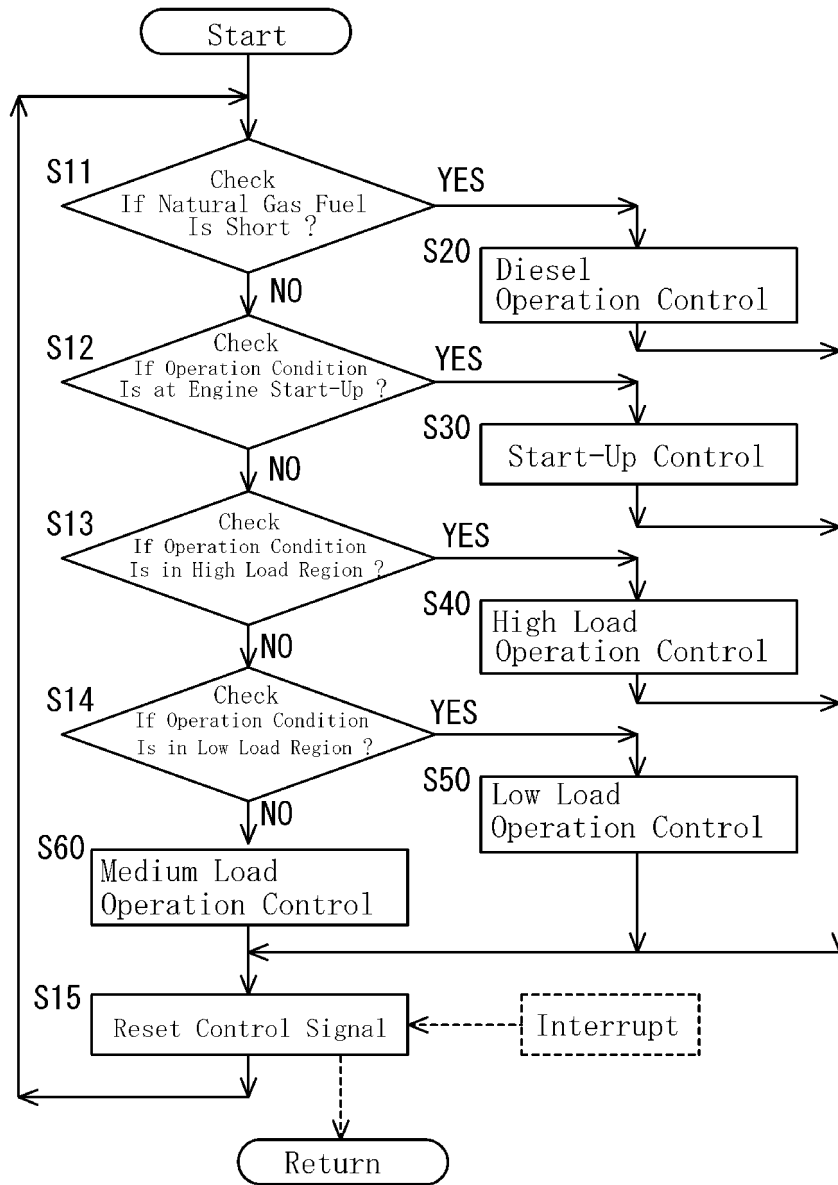 Start
S11
Check
If Natural Gas Fuel
Is Short ?
YES
NO
S20
Diesel
Operation Control
S12
Check
If Operation Condition
Is at Engine Start-Up ?
YES
NO
S30
Start-Up Control
S13
Check
If Operation Condition
Is in High Load Region ?
YES
NO
S40
High Load
Operation Control
S14
Check
If Operation Condition
Is in Low Load Region ?
YES
NO
S50
Low Load
Operation Control
S60
Medium Load
Operation Control
S15
Reset Control Signal
Interrupt
Return